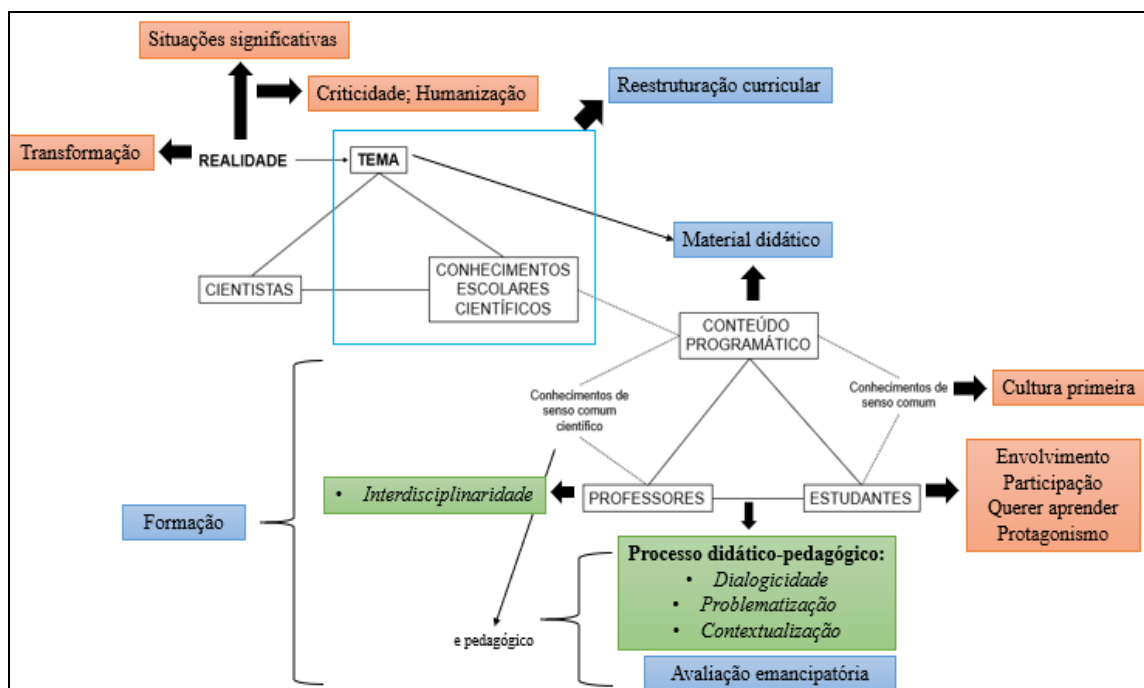 Situações significativas
Reestruturação curricular
Criticidade; Humanização
Transformação
REALIDADE
TEMA
Material didático
CIENTISTAS
CONHECIMENTOS
ESCOLARES
CIENTÍFICOS
CONTEÚDO
PROGRAMÁTICO
Conhecimentos de
senso comum
científico
Conhecimentos de
senso comum
Cultura primeira
Envolvimento
Participação
Querer aprender
Protagonismo
• Interdisciplinaridade
PROFESSORES
ESTUDANTES
Formação
Processo didático-pedagógico:
• Dialogicidade
• Problematização
• Contextualização
e pedagógico
Avaliação emancipatória